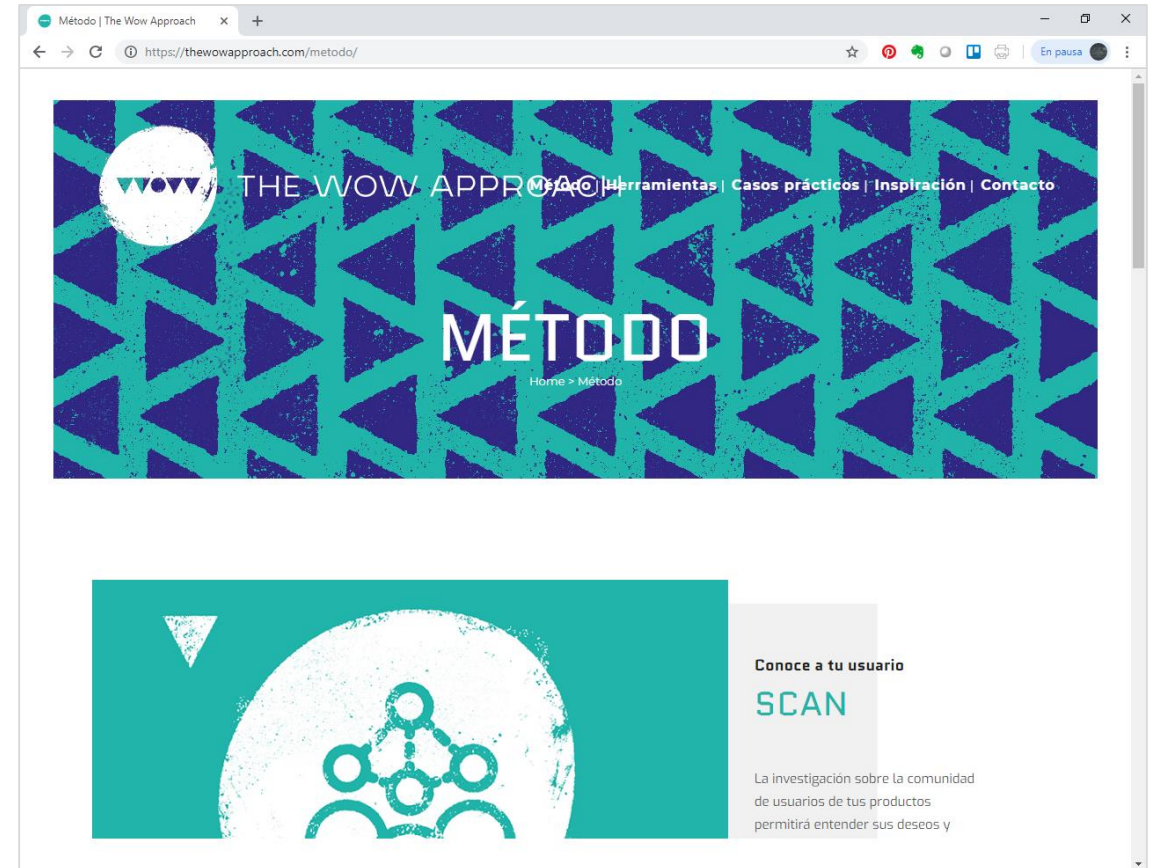 Método | The Wow Approach
https://thewowapproach.com/metodo/
En pausa
WOW
THE WOW APPROACH
Método | Herramientas | Casos prácticos | Inspiración | Contacto
MÉTODO
Home > Método
Conoce a tu usuario
SCAN
La investigación sobre la comunidad
de usuarios de tus productos
permitirá entender sus deseos y